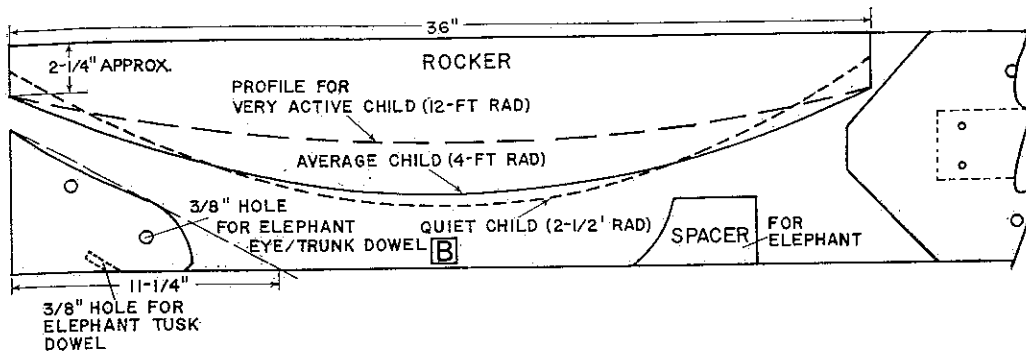 36"
2-1/4" APPROX.
ROCKER
PROFILE FOR
VERY ACTIVE CHILD (12-FT RAD)
AVERAGE CHILD (4-FT RAD)
3/8" HOLE
FOR ELEPHANT
EYE/TRUNK DOWEL
QUIET CHILD (2-1/2' RAD)
B
SPACER
FOR
ELEPHANT
11-1/4"
3/8" HOLE FOR
ELEPHANT TUSK
DOWEL